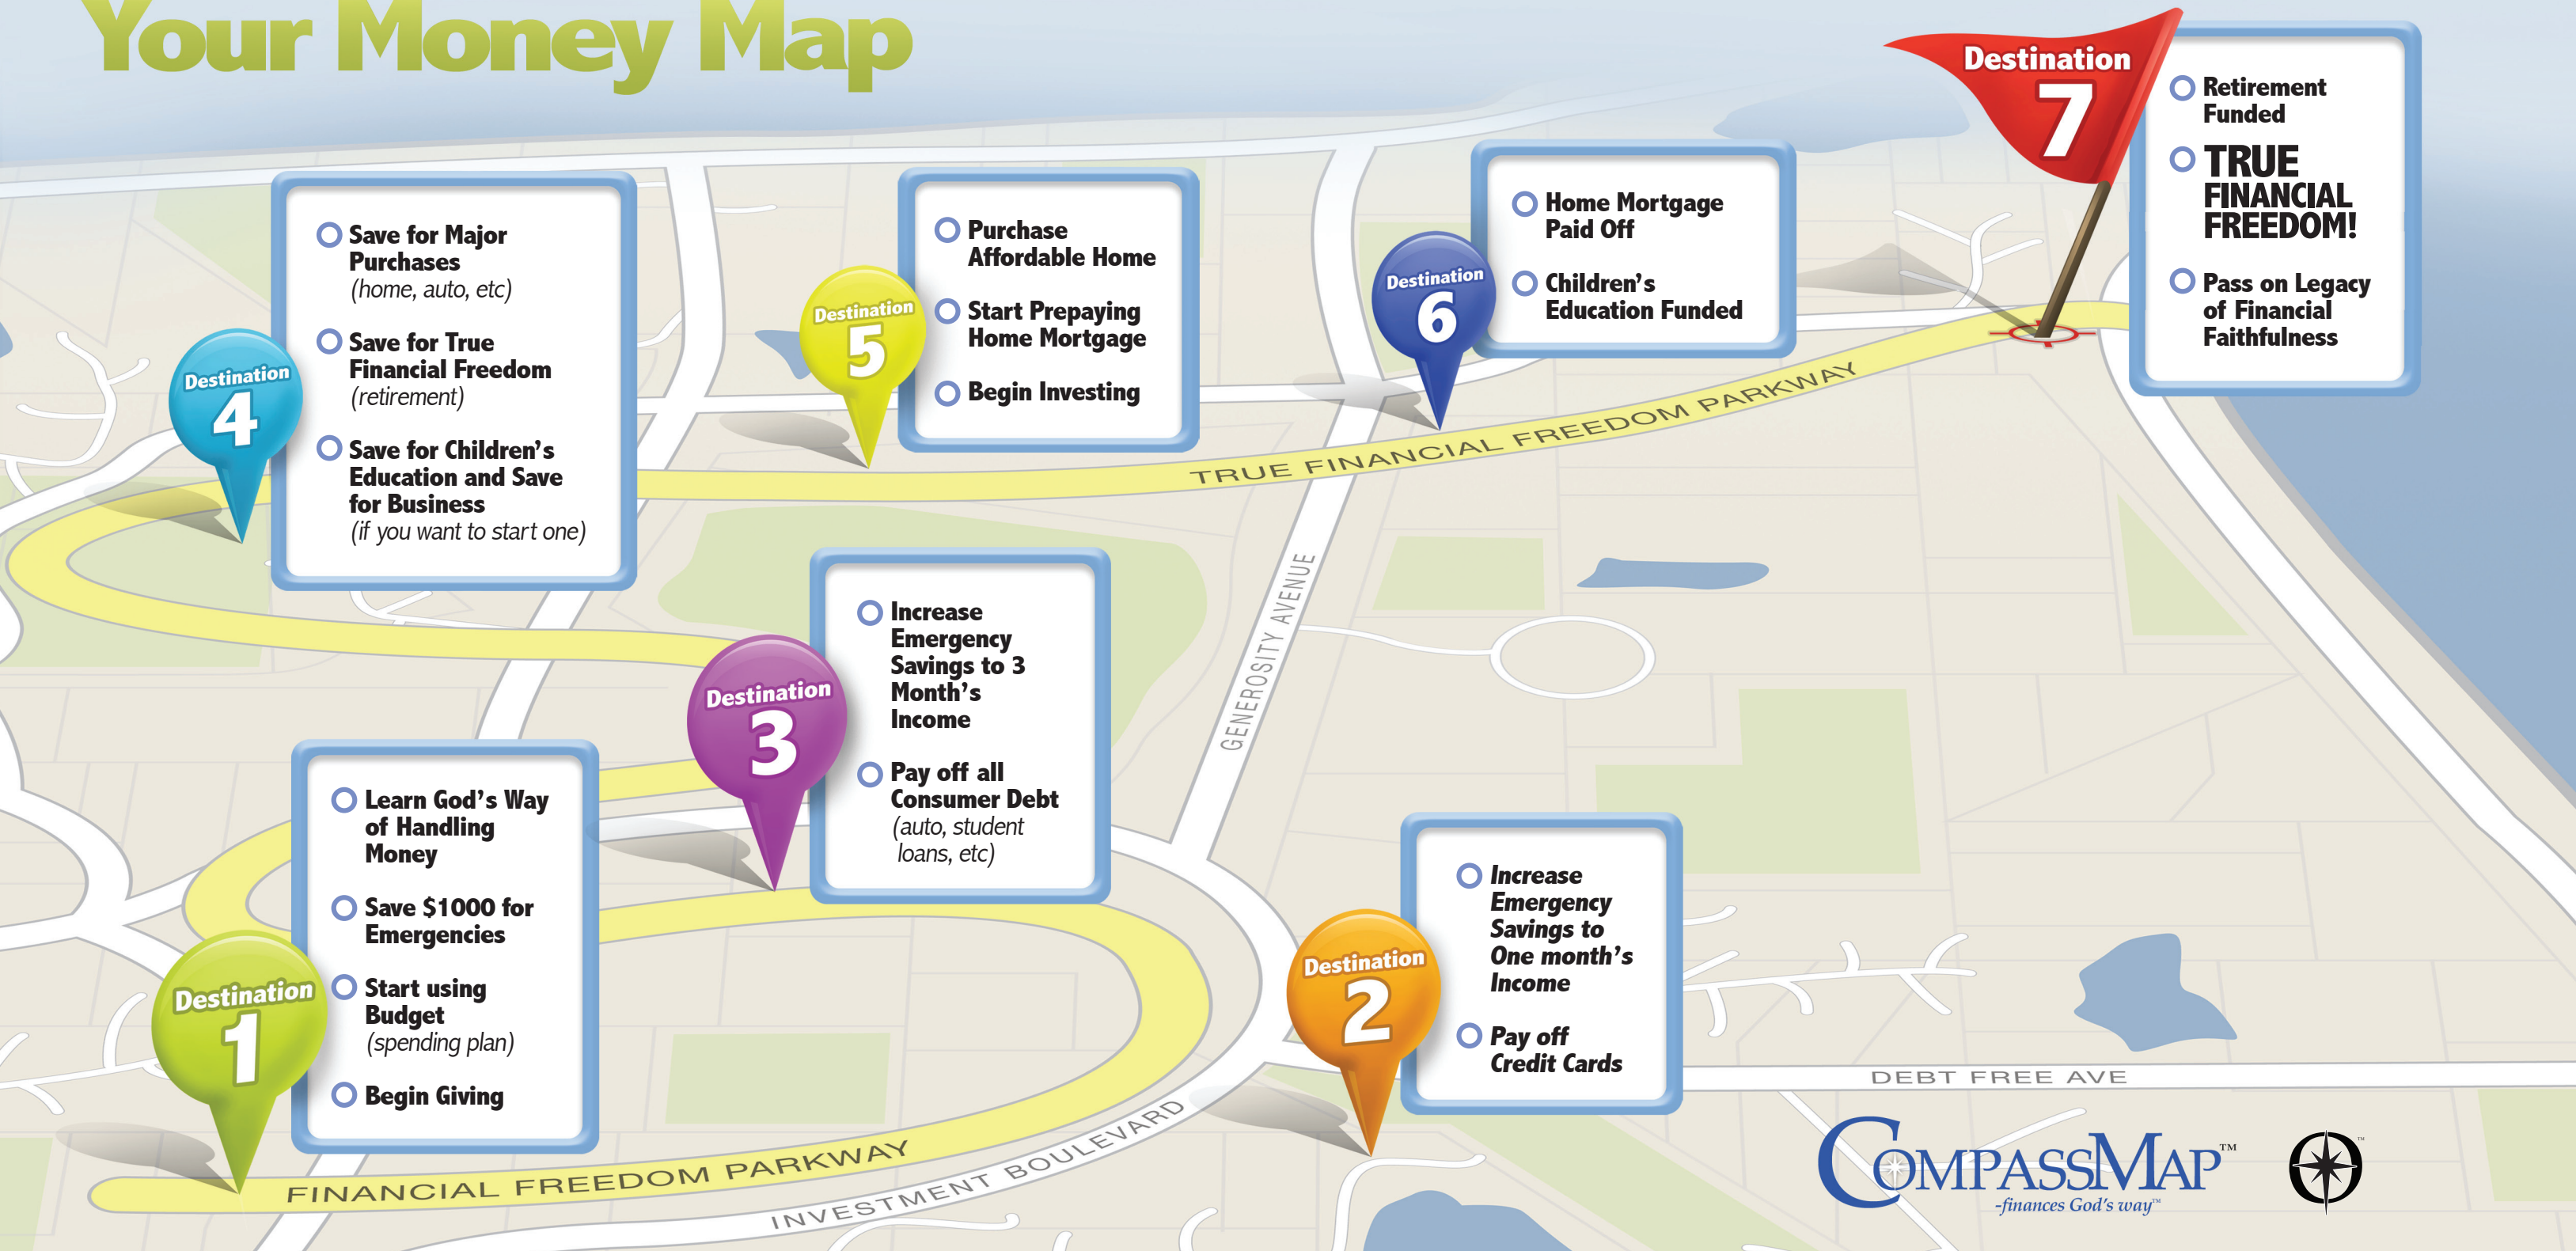 Your Money Map
Destination
1
Learn God's Way
of Handling
Money
Save $1000 for
Emergencies
Start using
Budget
(spending plan)
Begin Giving
Destination
2
Increase
Emergency
Savings to
One month's
Income
Pay off
Credit Cards
Destination
3
Increase
Emergency
Savings to 3
Month's
Income
Pay off all
Consumer Debt
(auto, student
loans, etc)
Destination
4
Save for Major
Purchases
(home, auto, etc)
Save for True
Financial Freedom
(retirement)
Save for Children's
Education and Save
for Business
(if you want to start one)
Destination
5
Purchase
Affordable Home
Start Prepaying
Home Mortgage
Begin Investing
Destination
6
Home Mortgage
Paid Off
Children's
Education Funded
Destination
7
Retirement
Funded
TRUE
FINANCIAL
FREEDOM!
Pass on Legacy
of Financial
Faithfulness
TRUE FINANCIAL FREEDOM PARKWAY
GENEROSITY AVENUE
DEBT FREE AVE
FINANCIAL FREEDOM PARKWAY
INVESTMENT BOULEVARD
COMPASSMAP™
-finances God's way™
™